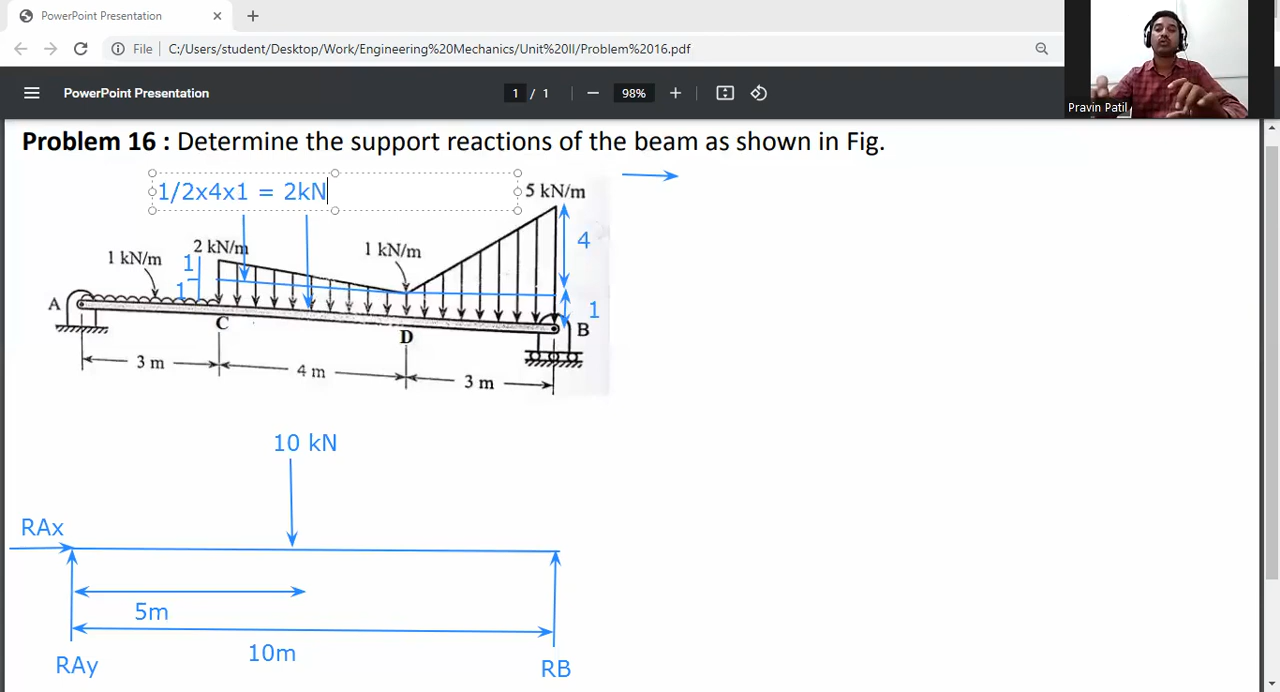 PowerPoint Presentation
File
C:/Users/student/Desktop/Work/Engineering%20Mechanics/Unit%20II/Problem%2016.pdf
PowerPoint Presentation
1 / 1
98%
Pravin Patil
Problem 16 : Determine the support reactions of the beam as shown in Fig.
1/2x4x1 = 2kN
5 kN/m
2 kN/m
1 kN/m
1 kN/m
1
1
4
1
A
C
D
B
3 m
4 m
3 m
10 kN
RAx
5m
10m
RAy
RB